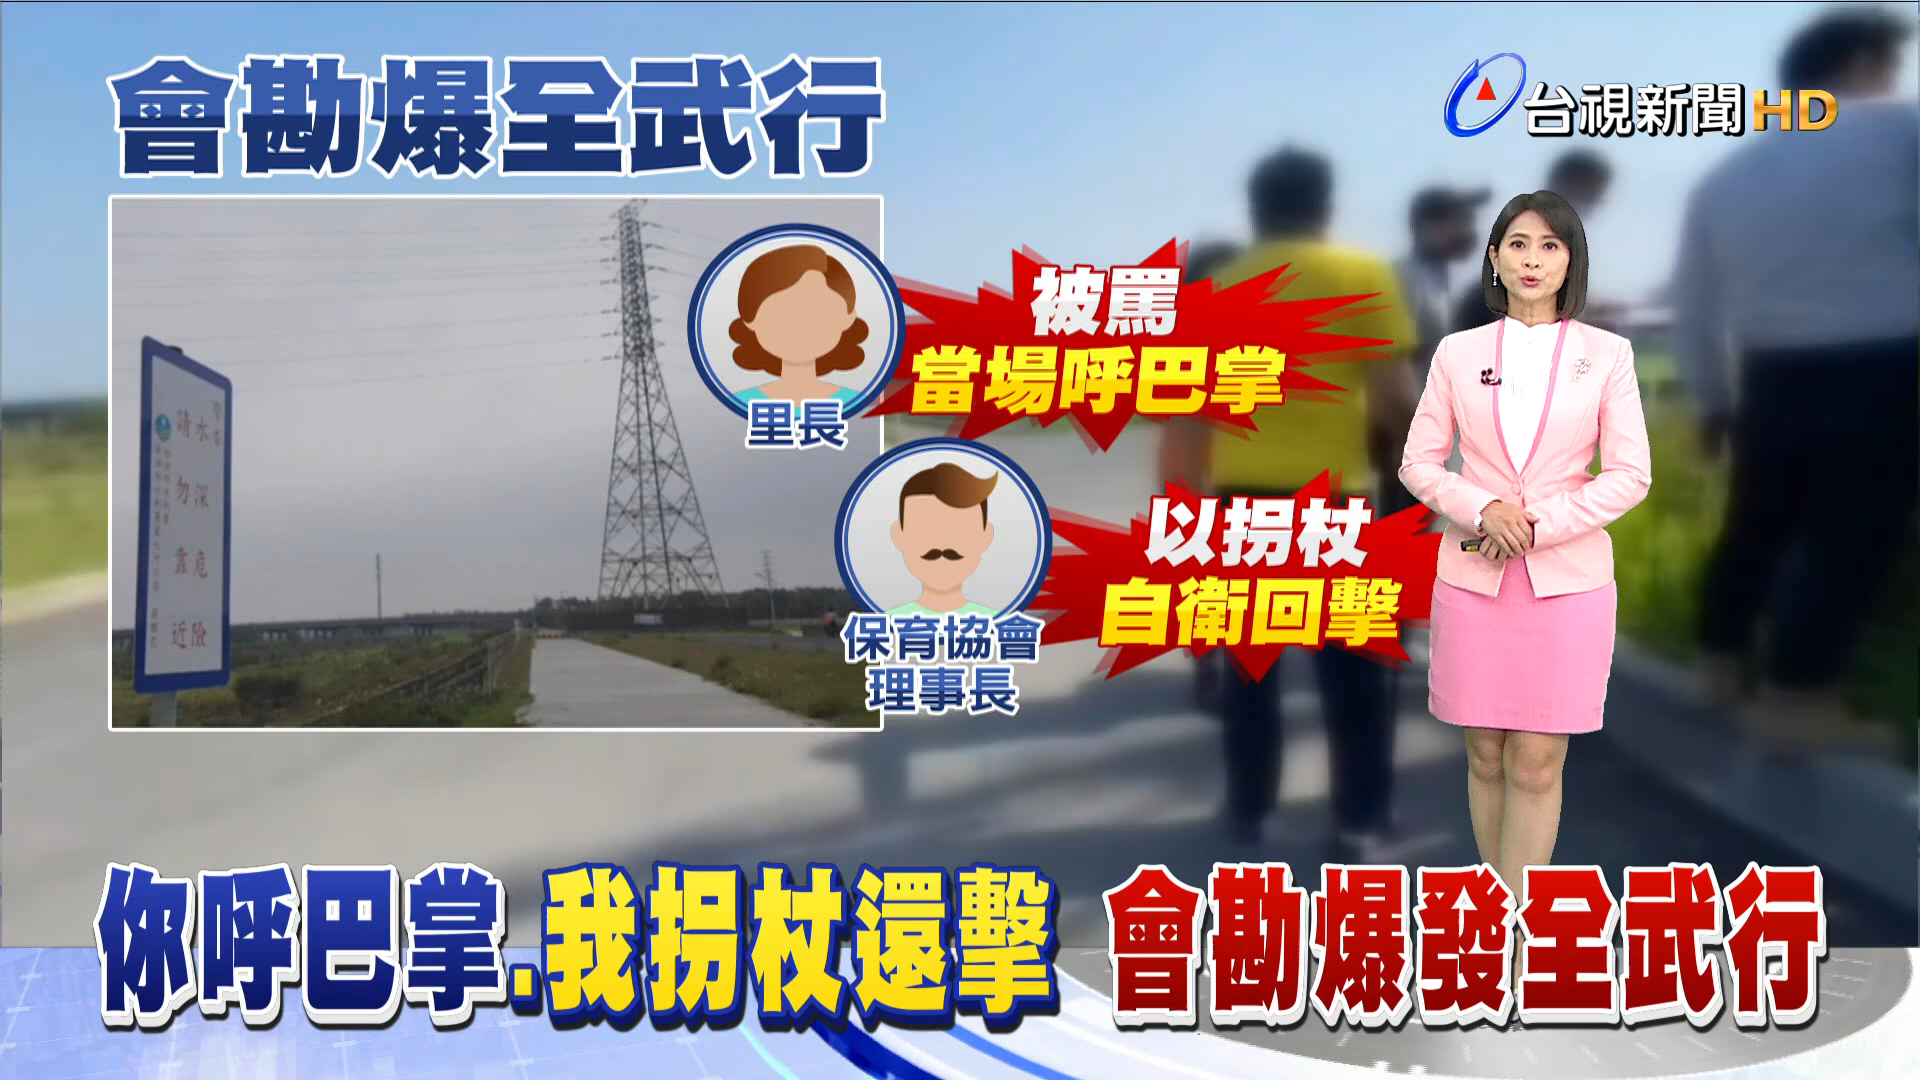 會勘爆全武行
台視新聞HD
被罵
當場呼巴掌
里長
以拐杖
自衛回擊
保育協會
理事長
水深危險
請勿靠近
你呼巴掌.我拐杖還擊 會勘爆發全武行